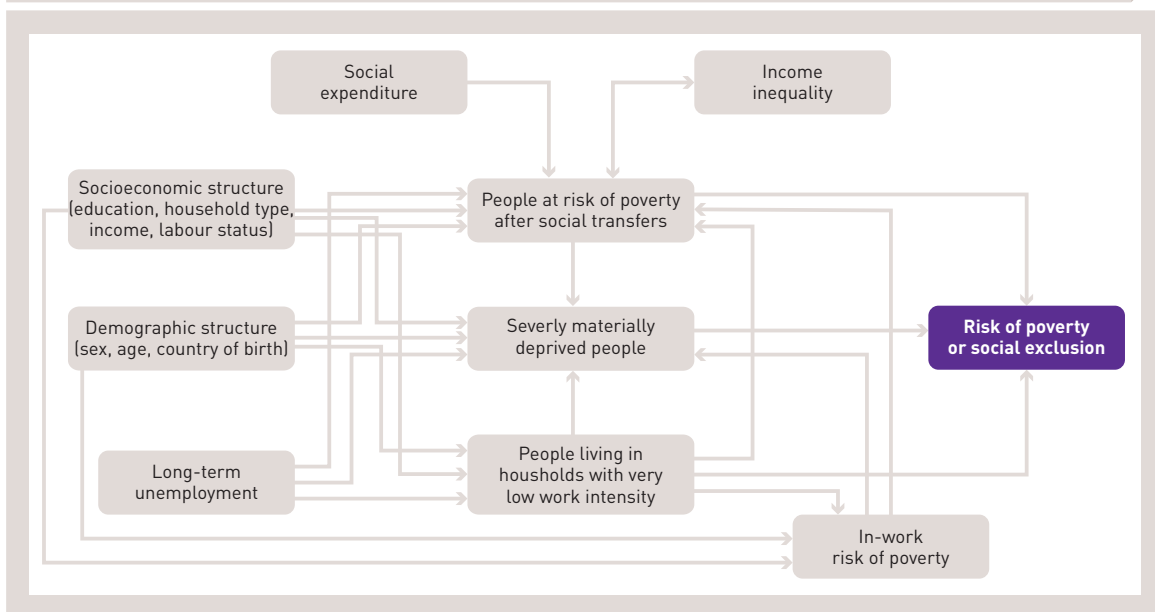 Social
expenditure
Income
inequality
Socioeconomic structure
(education, household type,
income, labour status)
People at risk of poverty
after social transfers
Demographic structure
(sex, age, country of birth)
Severly materially
deprived people
Risk of poverty
or social exclusion
Long-term
unemployment
People living in
housholds with very
low work intensity
In-work
risk of poverty